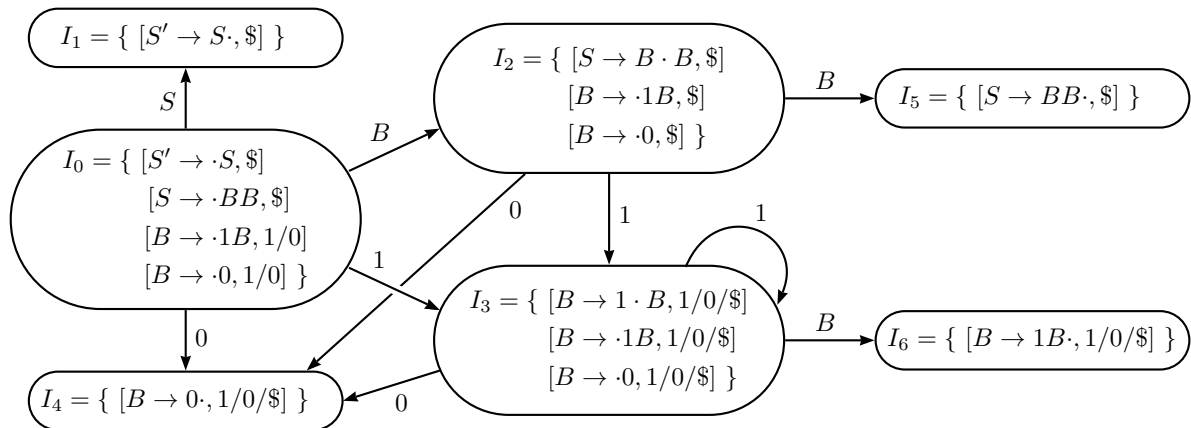 I₁ = { [S′ → S·, $] }
S
I₀ = { [S′ → ·S, $]
[S → ·BB, $]
[B → ·1B, 1/0]
[B → ·0, 1/0] }
B
1
0
I₂ = { [S → B · B, $]
[B → ·1B, $]
[B → ·0, $] }
B
I₅ = { [S → BB·, $] }
0
1
1
I₃ = { [B → 1 · B, 1/0/$]
[B → ·1B, 1/0/$]
[B → ·0, 1/0/$] }
B
I₆ = { [B → 1B·, 1/0/$] }
0
I₄ = { [B → 0·, 1/0/$] }